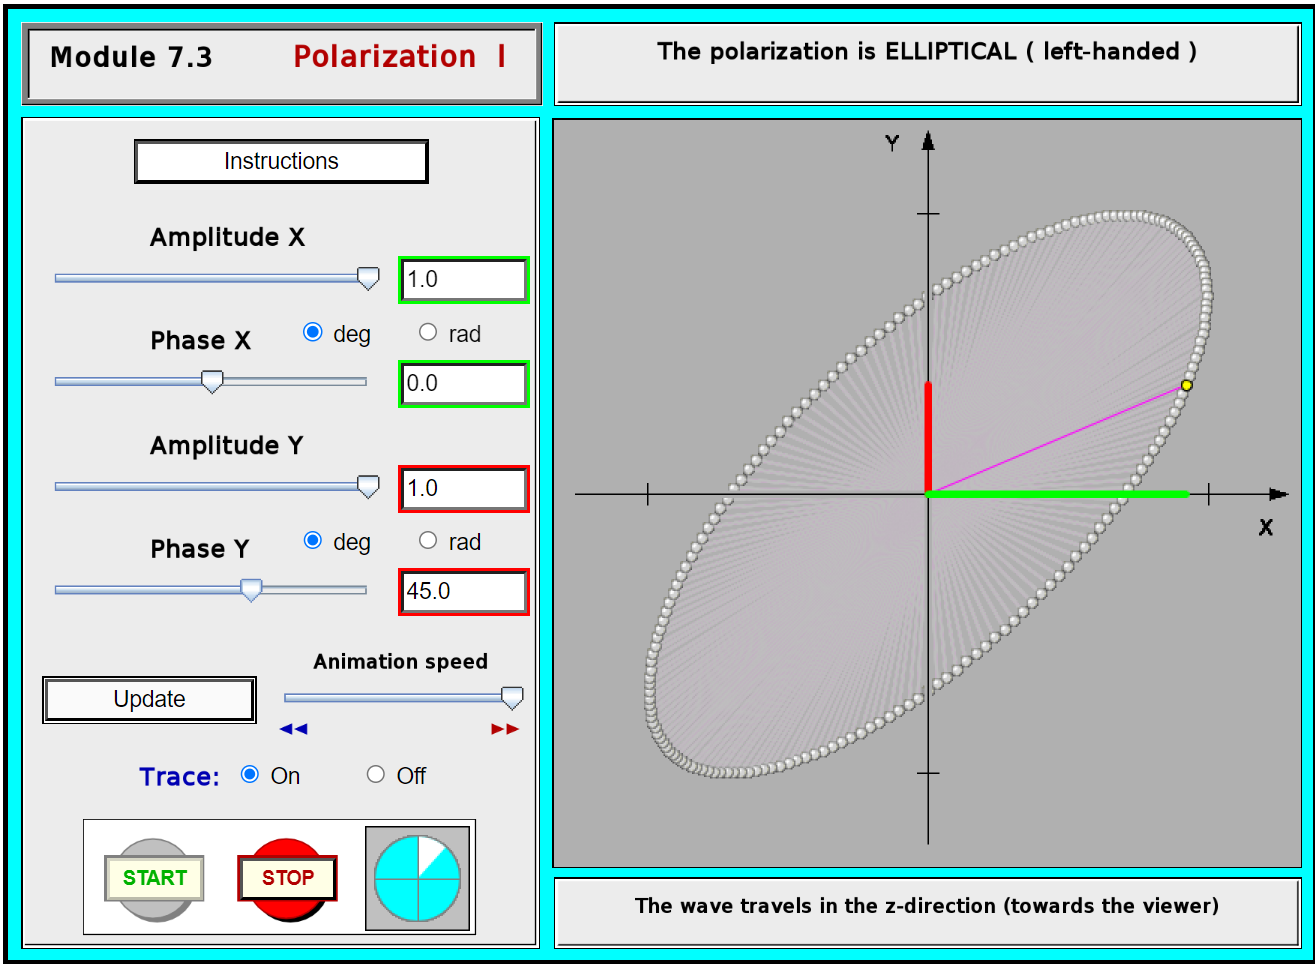 Module 7.3 Polarization I
The polarization is ELLIPTICAL ( left-handed )
Instructions
Amplitude X
1.0
Phase X
deg rad
0.0
Amplitude Y
1.0
Phase Y
deg rad
45.0
Animation speed
Update
Trace: On Off
START STOP
Y
X
The wave travels in the z-direction (towards the viewer)